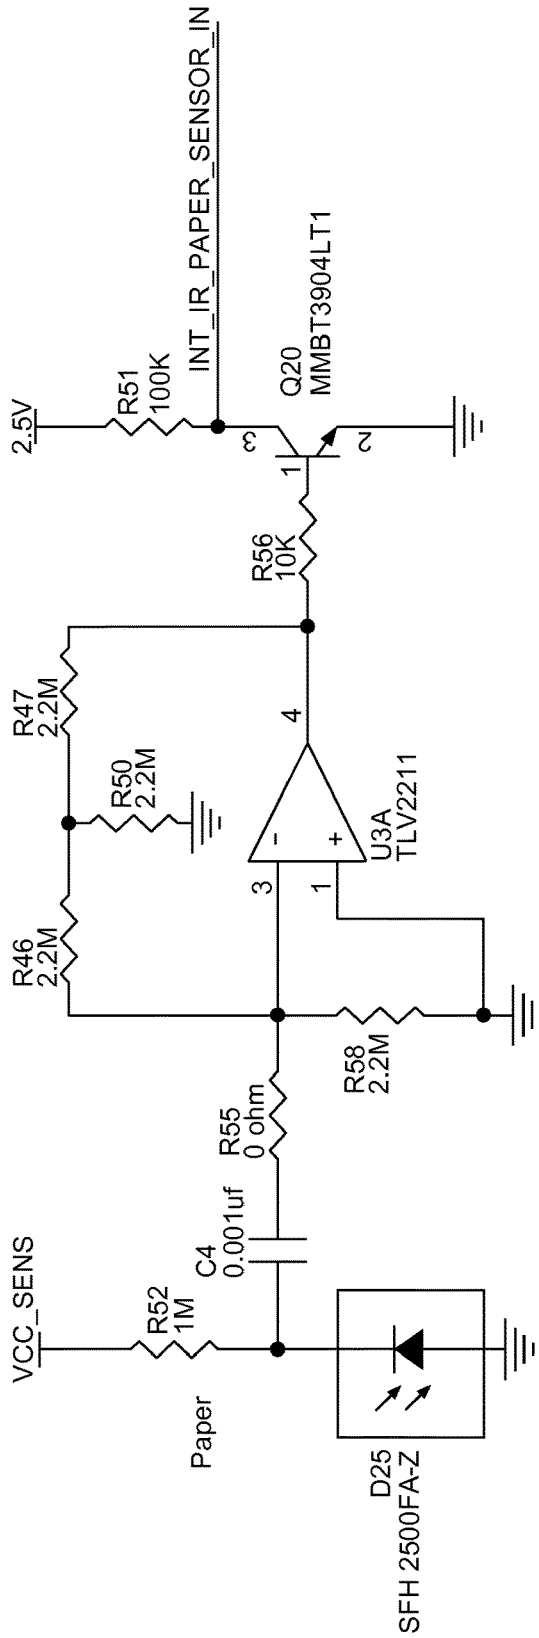 VCC_SENS
R52
1M
Paper
D25
SFH 2500FA-Z
C4
0.001uf
R55
0 ohm
R58
2.2M
R46
2.2M
R50
2.2M
R47
2.2M
3
-
1
+
4
U3A
TLV2211
R56
10K
2.5V
R51
100K
INT_IR_PAPER_SENSOR_IN
3
1
2
Q20
MMBT3904LT1